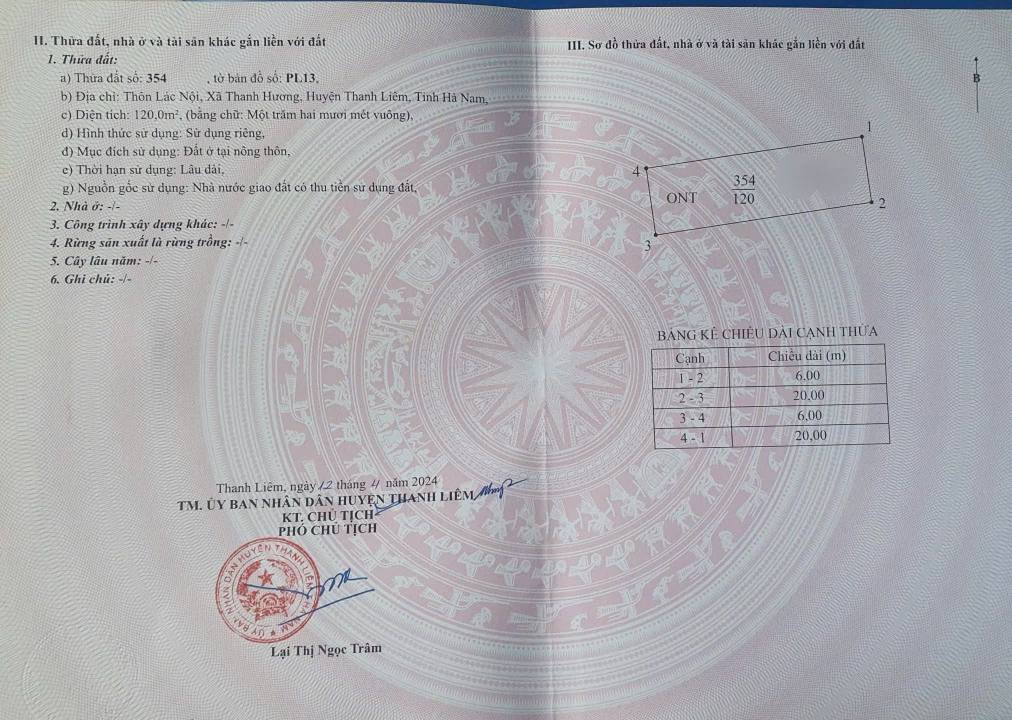 II. Thửa đất, nhà ở và tài sản khác gắn liền với đất
1. Thửa đất:
a) Thửa đất số: 354 , tờ bản đồ số: PL13,
b) Địa chỉ: Thôn Lác Nội, Xã Thanh Hương, Huyện Thanh Liêm, Tỉnh Hà Nam,
c) Diện tích: 120,0m², (bằng chữ: Một trăm hai mươi mét vuông),
d) Hình thức sử dụng: Sử dụng riêng,
đ) Mục đích sử dụng: Đất ở tại nông thôn,
e) Thời hạn sử dụng: Lâu dài,
g) Nguồn gốc sử dụng: Nhà nước giao đất có thu tiền sử dụng đất,
2. Nhà ở: -/-
3. Công trình xây dựng khác: -/-
4. Rừng sản xuất là rừng trồng: -/-
5. Cây lâu năm: -/-
6. Ghi chú: -/-
Thanh Liêm, ngày 12 tháng 4 năm 2024
TM. ỦY BAN NHÂN DÂN HUYỆN THANH LIÊM
KT. CHỦ TỊCH
PHÓ CHỦ TỊCH
ỦY BAN NHÂN DÂN HUYỆN THANH LIÊM ★ HÀ NAM ★
Lại Thị Ngọc Trâm
III. Sơ đồ thửa đất, nhà ở và tài sản khác gắn liền với đất
B
1
4
ONT
354
120
2
3
BẢNG KÊ CHIỀU DÀI CẠNH THỬA
Cạnh Chiều dài (m)
1 - 2 6,00
2 - 3 20,00
3 - 4 6,00
4 - 1 20,00